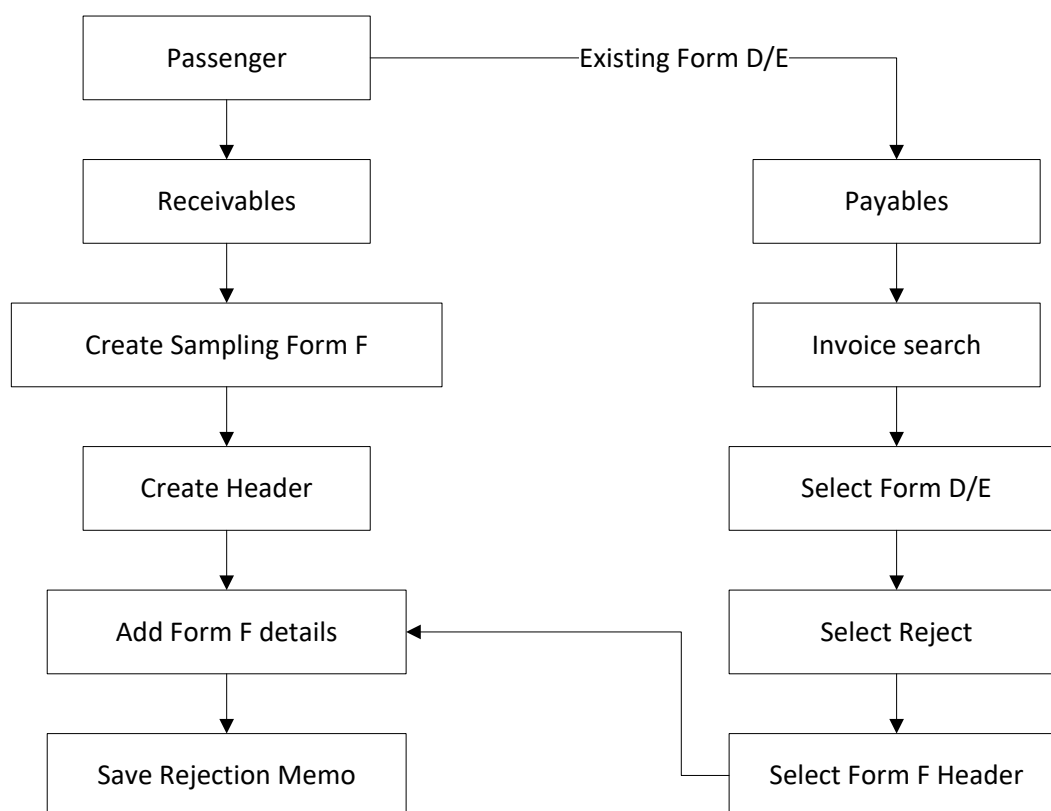 Passenger
Existing Form D/E
Receivables
Payables
Create Sampling Form F
Invoice search
Create Header
Select Form D/E
Add Form F details
Select Reject
Save Rejection Memo
Select Form F Header